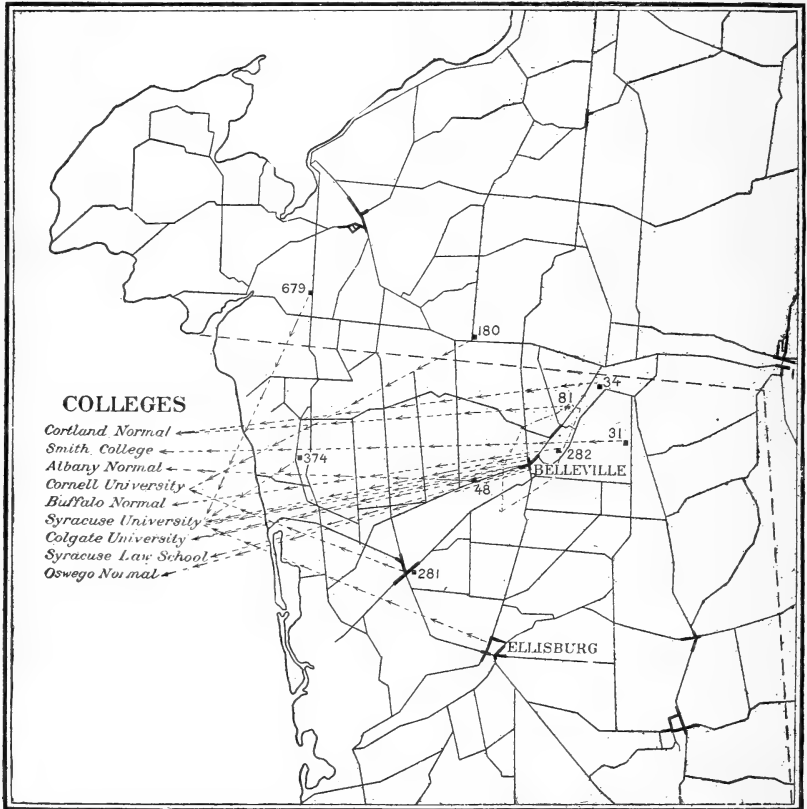 679
180
34
81
COLLEGES
Cortland Normal
Smith College
Albany Normal
Cornell University
Buffalo Normal
Syracuse University
Colgate University
Syracuse Law School
Oswego Normal
31
282
374
BELLEVILLE
48
281
ELLISBURG